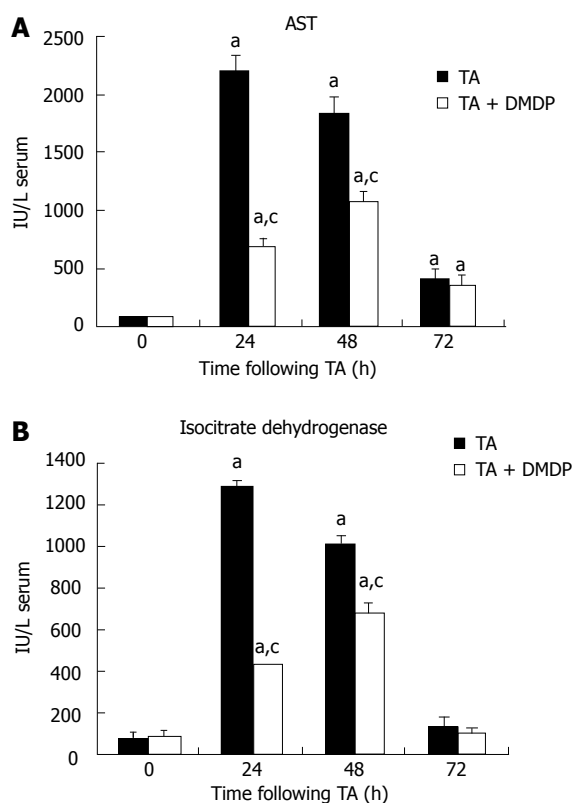 A
AST
2500
2000
1500
1000
500
0
IU/L serum
a
a
a,c
a,c
a
a
TA
TA + DMDP
0
24
48
72
Time following TA (h)
B
Isocitrate dehydrogenase
1400
1200
1000
800
600
400
200
0
IU/L serum
a
a
a,c
a,c
TA
TA + DMDP
0
24
48
72
Time following TA (h)